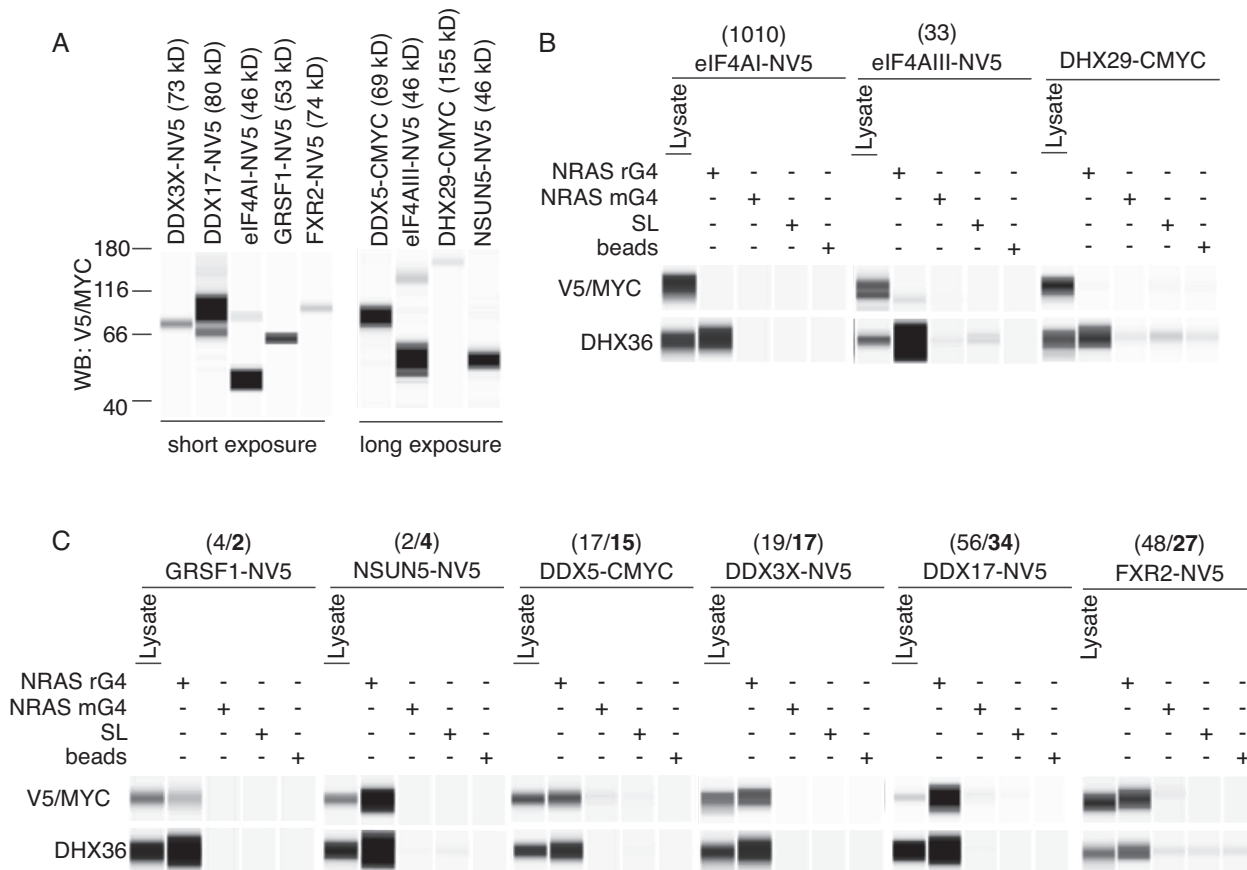 A
DDX3X-NV5 (73 kD)
DDX17-NV5 (80 kD)
eIF4AI-NV5 (46 kD)
GRSF1-NV5 (53 kD)
FXR2-NV5 (74 kD)
DDX5-CMYC (69 kD)
eIF4AIII-NV5 (46 kD)
DHX29-CMYC (155 kD)
NSUN5-NV5 (46 kD)
WB: V5/MYC
180
116
66
40
short exposure
long exposure
B
(1010) (33)
eIF4AI-NV5 eIF4AIII-NV5 DHX29-CMYC
Lysate Lysate Lysate
NRAS rG4 + - - - + - - - + - - -
NRAS mG4 - + - - - + - - - + - -
SL - - + - - - + - - - + -
beads - - - + - - - + - - - +
V5/MYC
DHX36
C
(4/2) (2/4) (17/15) (19/17) (56/34) (48/27)
GRSF1-NV5 NSUN5-NV5 DDX5-CMYC DDX3X-NV5 DDX17-NV5 FXR2-NV5
Lysate Lysate Lysate Lysate Lysate Lysate
NRAS rG4 + - - - + - - - + - - - + - - - + - - - + - - -
NRAS mG4 - + - - - + - - - + - - - + - - - + - - - + - -
SL - - + - - - + - - - + - - - + - - - + - - - + -
beads - - - + - - - + - - - + - - - + - - - + - - - +
V5/MYC
DHX36